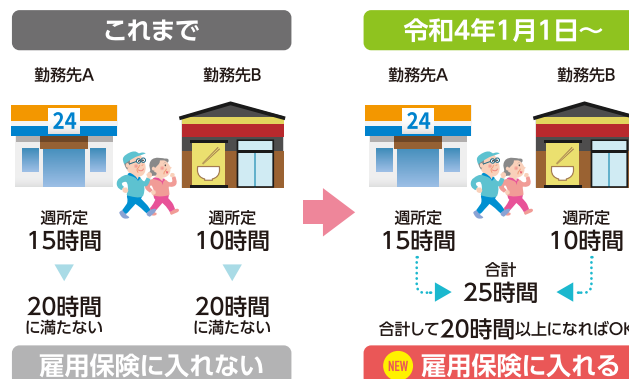 これまで
勤務先A
勤務先B
24
週所定
15時間
週所定
10時間
20時間
に満たない
20時間
に満たない
雇用保険に入れない
令和4年1月1日〜
勤務先A
勤務先B
24
週所定
15時間
週所定
10時間
合計
25時間
合計して20時間以上になればOK
NEW
雇用保険に入れる